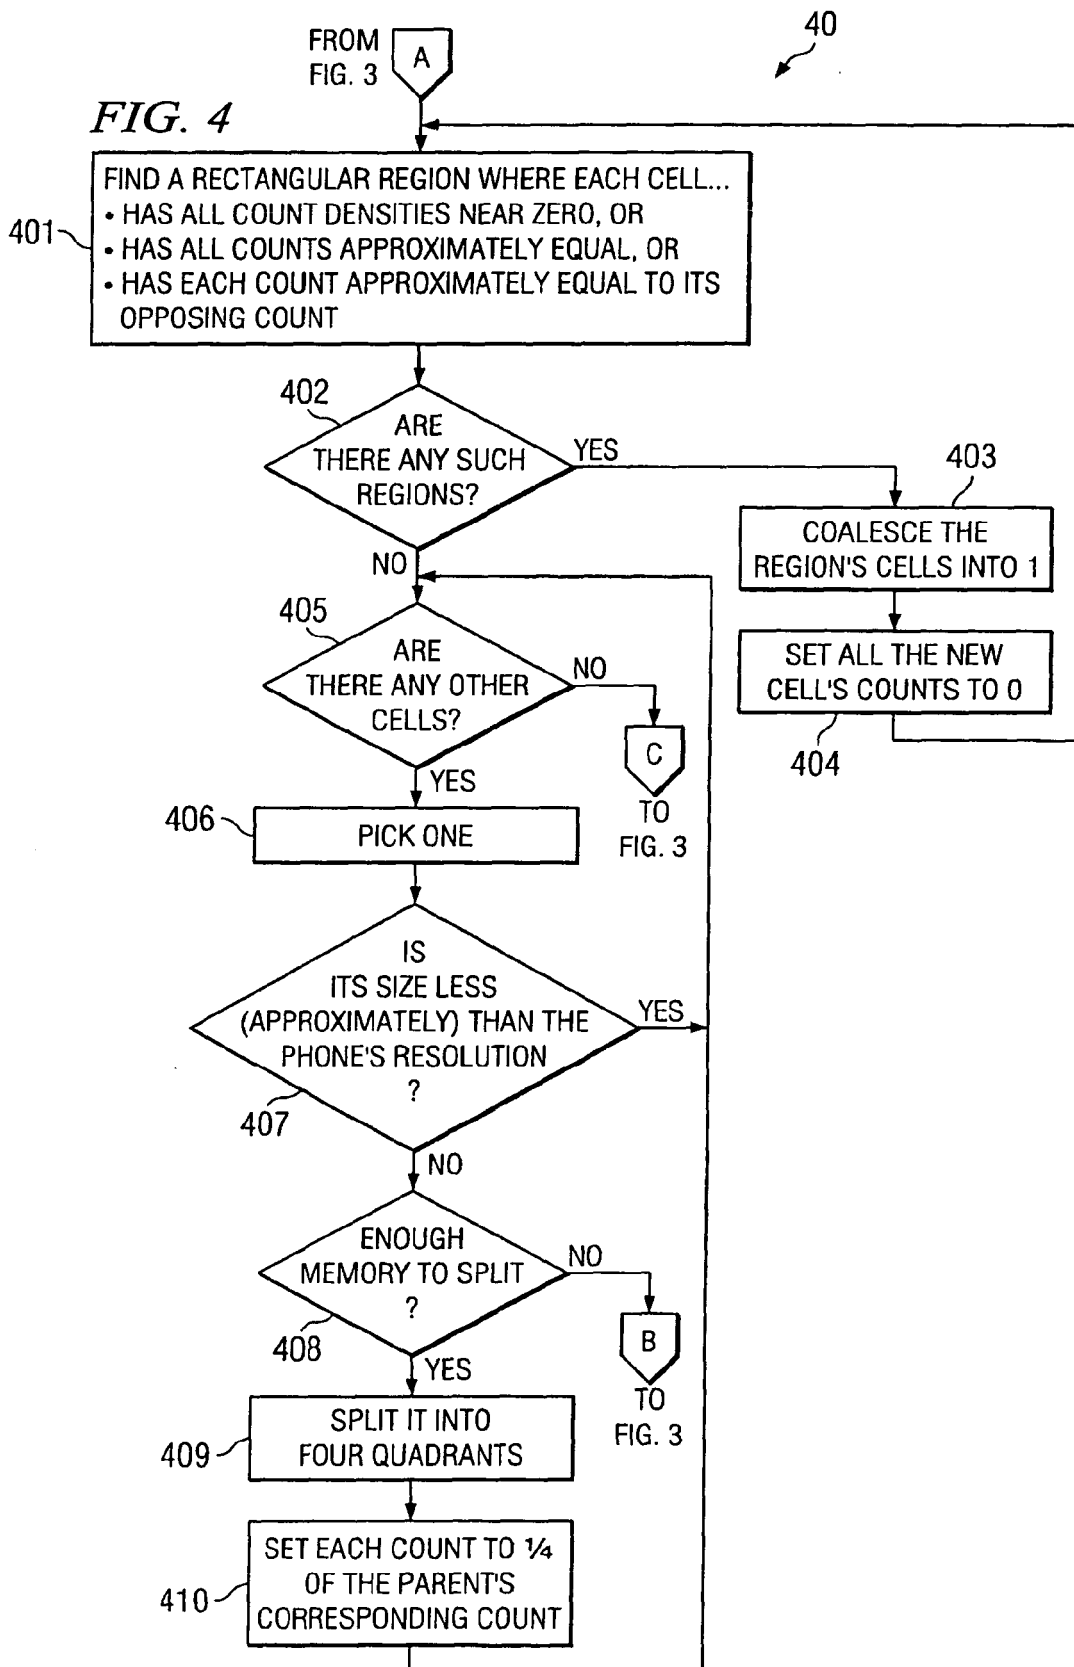 40
FROM
FIG. 3
A
FIG. 4
401
FIND A RECTANGULAR REGION WHERE EACH CELL...
• HAS ALL COUNT DENSITIES NEAR ZERO, OR
• HAS ALL COUNTS APPROXIMATELY EQUAL, OR
• HAS EACH COUNT APPROXIMATELY EQUAL TO ITS
OPPOSING COUNT
402
ARE
THERE ANY SUCH
REGIONS?
YES
NO
403
COALESCE THE
REGION'S CELLS INTO 1
SET ALL THE NEW
CELL'S COUNTS TO 0
404
405
ARE
THERE ANY OTHER
CELLS?
NO
C
TO
FIG. 3
YES
406
PICK ONE
IS
ITS SIZE LESS
(APPROXIMATELY) THAN THE
PHONE'S RESOLUTION
?
YES
407
NO
ENOUGH
MEMORY TO SPLIT
?
408
NO
B
TO
FIG. 3
YES
409
SPLIT IT INTO
FOUR QUADRANTS
410
SET EACH COUNT TO 1/4
OF THE PARENT'S
CORRESPONDING COUNT